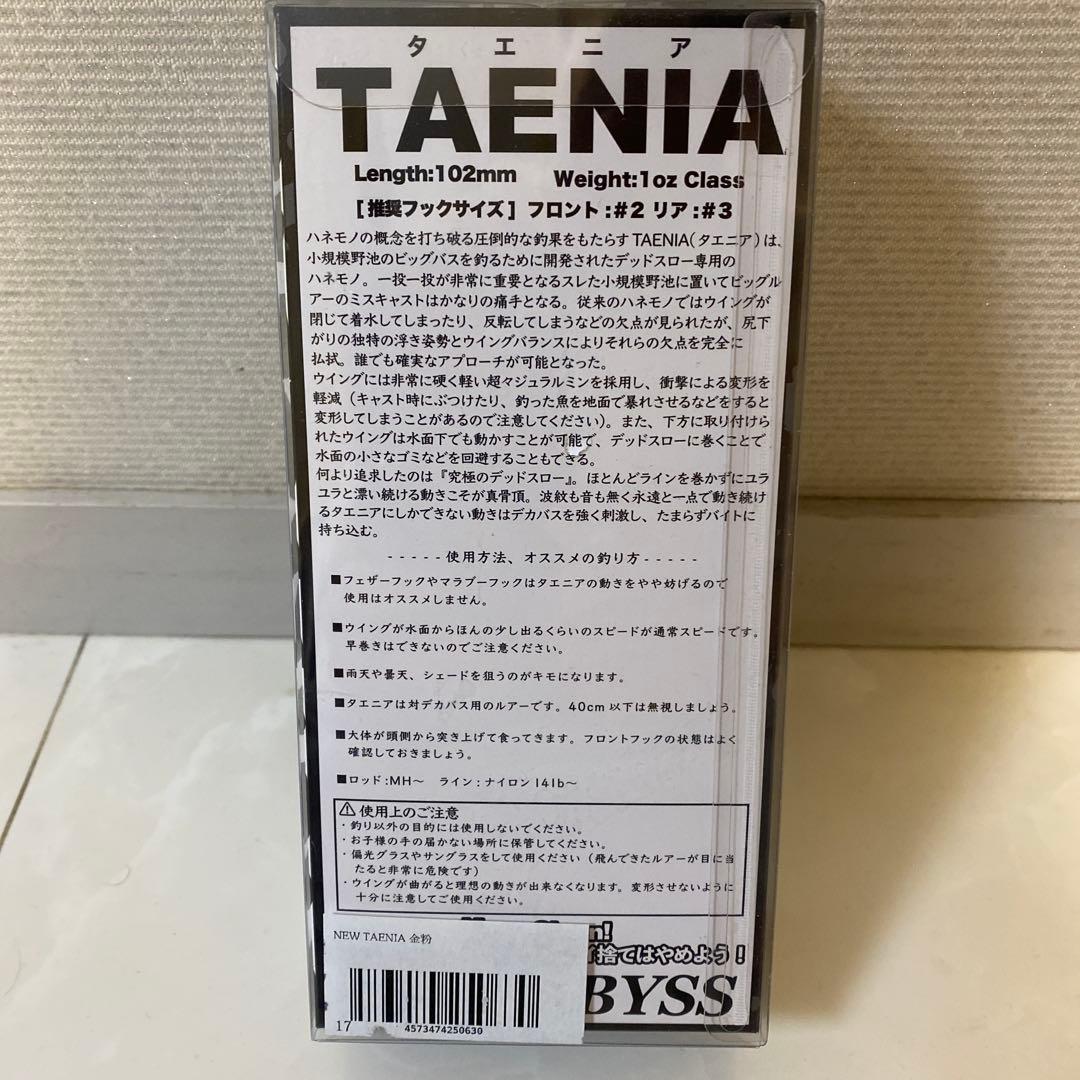 タエニア
TAENIA
Length:102mm Weight:1oz Class
[推奨フックサイズ] フロント:#2 リア:#3
ハネモノの概念を打ち破る圧倒的な釣果をもたらすTAENIA(タエニア)は、
小規模野池のビッグバスを釣るために開発されたデッドスロー専用の
ハネモノ。一投一投が非常に重要となるスレた小規模野池に置いてビッグル
アーのミスキャストはかなりの痛手となる。従来のハネモノではウイングが
閉じて着水してしまったり、反転してしまうなどの欠点が見られたが、尻下
がりの独特の浮き姿勢とウイングバランスによりそれらの欠点を完全に
払拭。誰でも確実なアプローチが可能となった。
ウイングには非常に硬く軽い超々ジュラルミンを採用し、衝撃による変形を
軽減（キャスト時にぶつけたり、釣った魚を地面で暴れさせるなどをすると
変形してしまうことがあるので注意してください）。また、下方に取り付けら
れたウイングは水面下でも動かすことが可能で、デッドスローに巻くことで
水面の小さなゴミなどを回避することもできる。
何より追求したのは『究極のデッドスロー』。ほとんどラインを巻かずにユラ
ユラと漂い続ける動きこそが真骨頂。波紋も音も無く永遠と一点で動き続け
るタエニアにしかできない動きはデカバスを強く刺激し、たまらずバイトに
持ち込む。
-----使用方法、オススメの釣り方-----
■フェザーフックやマラブーフックはタエニアの動きをやや妨げるので
使用はオススメしません。
■ウイングが水面からほんの少し出るくらいのスピードが通常スピードです。
早巻きはできないのでご注意ください。
■雨天や曇天、シェードを狙うのがキモになります。
■タエニアは対デカバス用のルアーです。40cm以下は無視しましょう。
■大体が頭側から突き上げて食ってきます。フロントフックの状態はよく
確認しておきましょう。
■ロッド:MH～ ライン:ナイロン14lb～
⚠使用上のご注意
・釣り以外の目的には使用しないでください。
・お子様の手の届かない場所に保管してください。
・偏光グラスやサングラスをして使用ください（飛んできたルアーが目に当
たると非常に危険です）
・ウイングが曲がると理想の動きが出来なくなります。変形させないように
十分に注意してご使用ください。
捨てはやめよう！
NEW TAENIA 金粉
BYSS
17 4573474250630